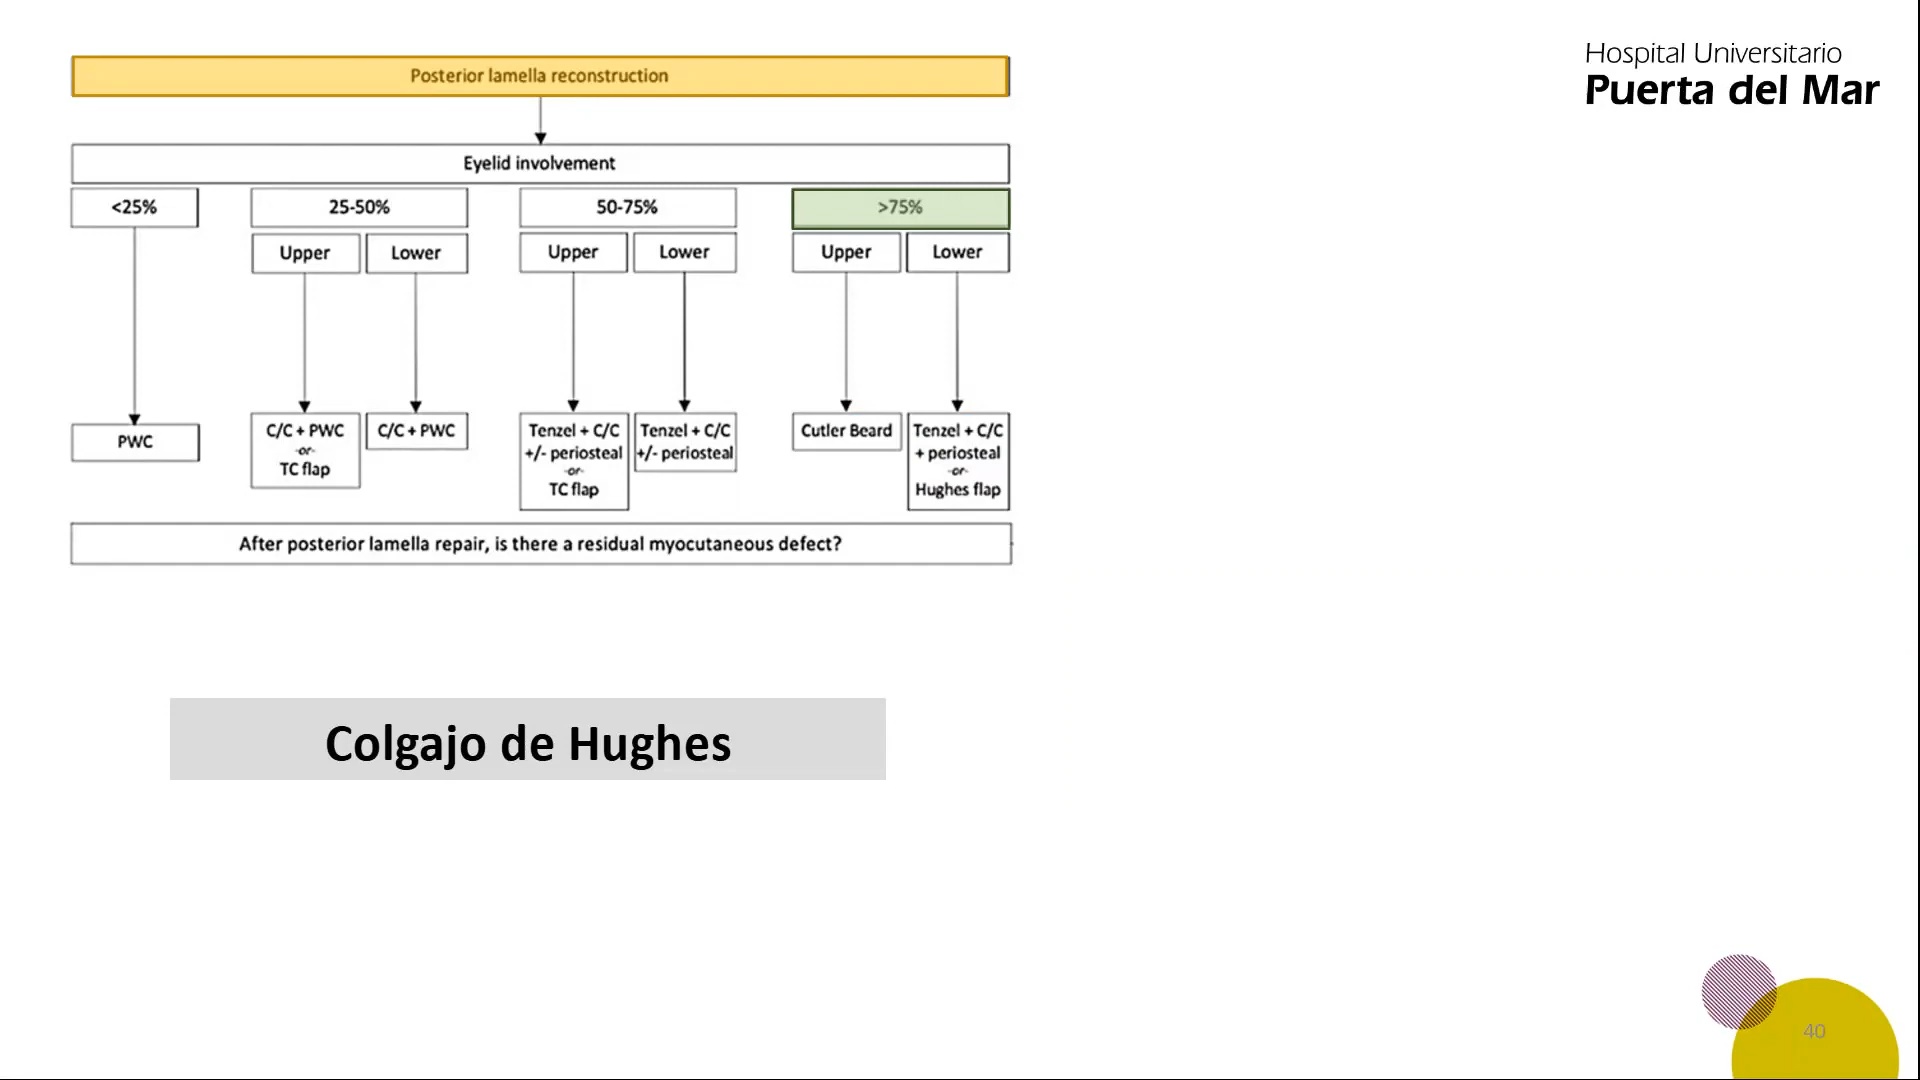 Hospital Universitario
Puerta del Mar
Posterior lamella reconstruction
Eyelid involvement
<25%
25-50%
50-75%
>75%
Upper
Lower
Upper
Lower
Upper
Lower
PWC
C/C + PWC
-or-
TC flap
C/C + PWC
Tenzel + C/C
+/- periosteal
-or-
TC flap
Tenzel + C/C
+/- periosteal
Cutler Beard
Tenzel + C/C
+ periosteal
-or-
Hughes flap
After posterior lamella repair, is there a residual myocutaneous defect?
Colgajo de Hughes
40